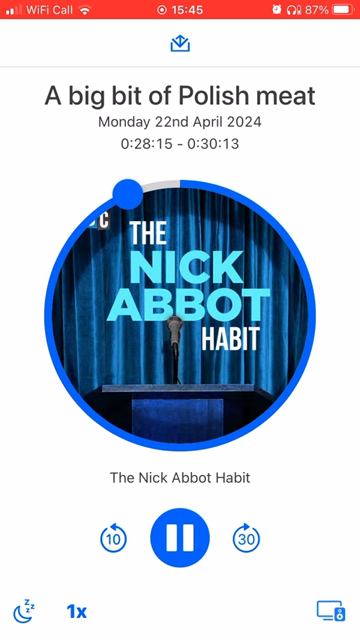 WiFi Call
15:45
87%
A big bit of Polish meat
Monday 22nd April 2024
0:28:15 - 0:30:13
C
THE
NICK
ABBOT
HABIT
The Nick Abbot Habit
10
30
zzz
1x